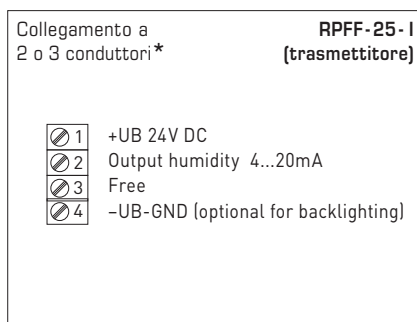 Collegamento a
2 o 3 conduttori*
RPFF-25-I
(trasmettitore)
1 +UB 24V DC
2 Output humidity 4...20mA
3 Free
4 –UB-GND (optional for backlighting)